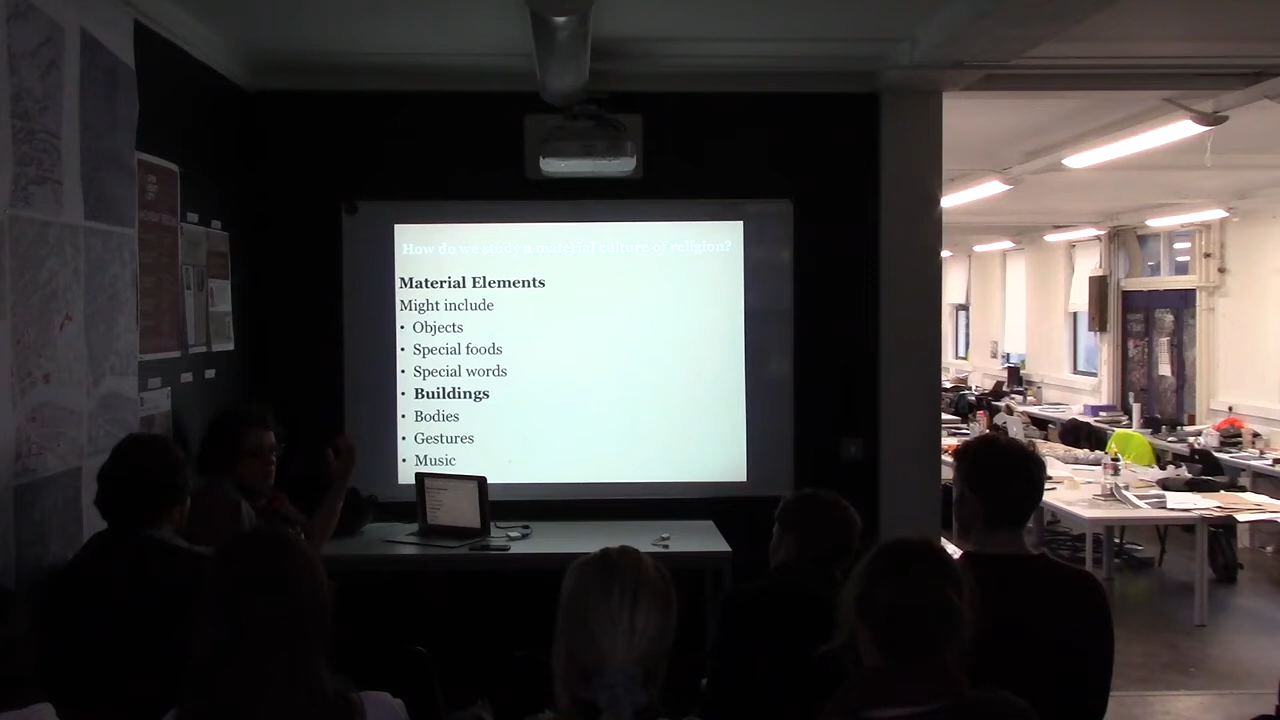 How do we study a material culture of religion?
Material Elements
Might include
• Objects
• Special foods
• Special words
• Buildings
• Bodies
• Gestures
• Music